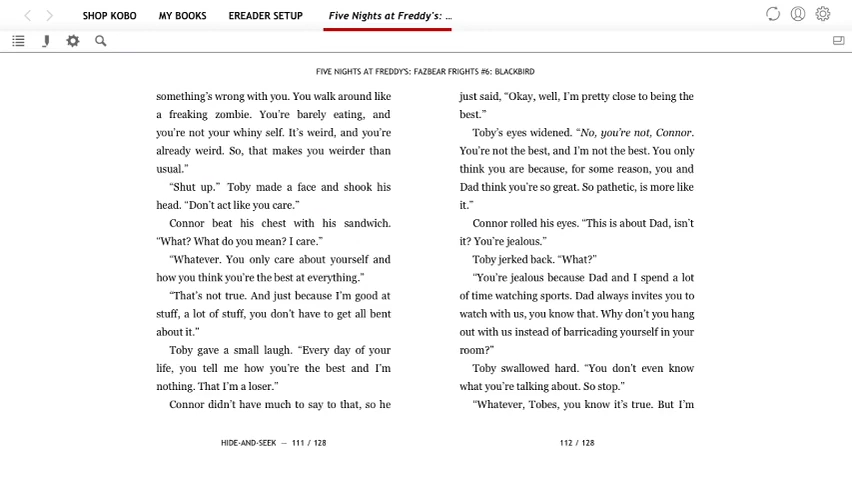 SHOP KOBO MY BOOKS EREADER SETUP Five Nights at Freddy's: ...
FIVE NIGHTS AT FREDDY'S: FAZBEAR FRIGHTS #6: BLACKBIRD
something's wrong with you. You walk around like
a freaking zombie. You're barely eating, and
you're not your whiny self. It's weird, and you're
already weird. So, that makes you weirder than
usual."
"Shut up." Toby made a face and shook his
head. "Don't act like you care."
Connor beat his chest with his sandwich.
"What? What do you mean? I care."
"Whatever. You only care about yourself and
how you think you're the best at everything."
"That's not true. And just because I'm good at
stuff, a lot of stuff, you don't have to get all bent
about it."
Toby gave a small laugh. "Every day of your
life, you tell me how you're the best and I'm
nothing. That I'm a loser."
Connor didn't have much to say to that, so he
HIDE-AND-SEEK — 111 / 128
just said, "Okay, well, I'm pretty close to being the
best."
Toby's eyes widened. "No, you're not, Connor.
You're not the best, and I'm not the best. You only
think you are because, for some reason, you and
Dad think you're so great. So pathetic, is more like
it."
Connor rolled his eyes. "This is about Dad, isn't
it? You're jealous."
Toby jerked back. "What?"
"You're jealous because Dad and I spend a lot
of time watching sports. Dad always invites you to
watch with us, you know that. Why don't you hang
out with us instead of barricading yourself in your
room?"
Toby swallowed hard. "You don't even know
what you're talking about. So stop."
"Whatever, Tobes, you know it's true. But I'm
112 / 128